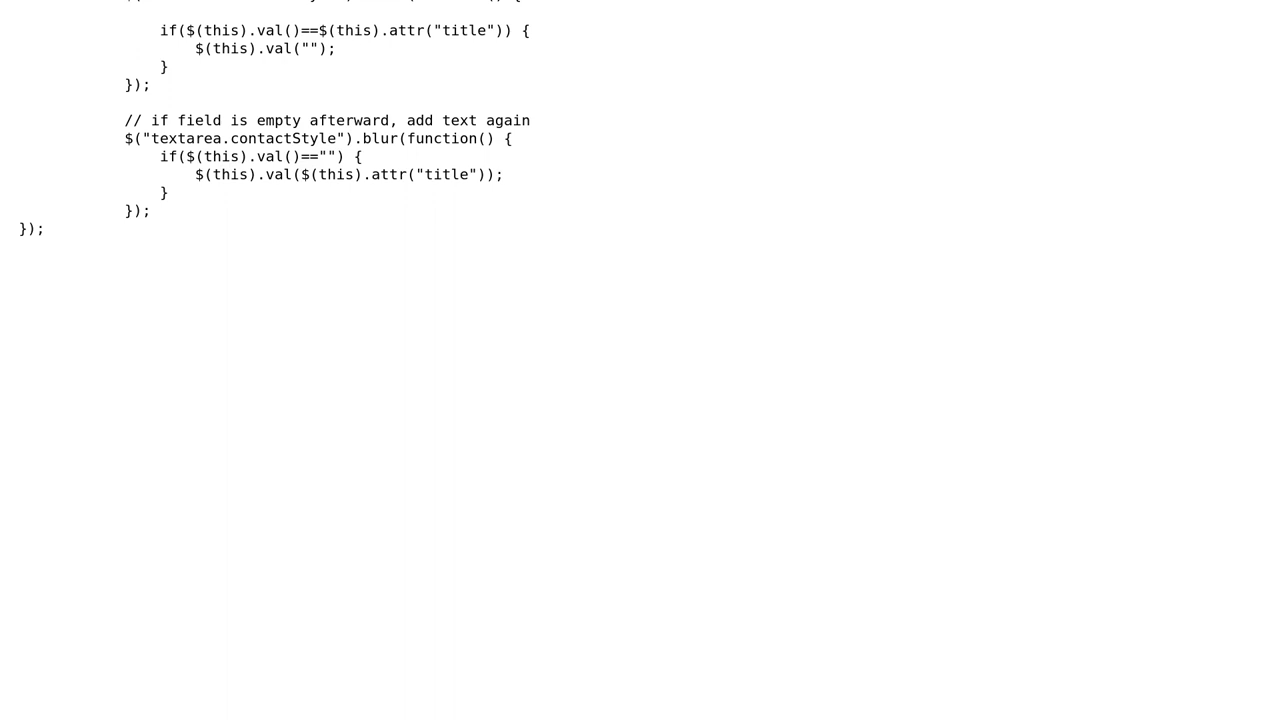 if($(this).val()==$(this).attr("title")) {
$(this).val("");
}
});
// if field is empty afterward, add text again
$("textarea.contactStyle").blur(function() {
if($(this).val()=="") {
$(this).val($(this).attr("title"));
}
});
});